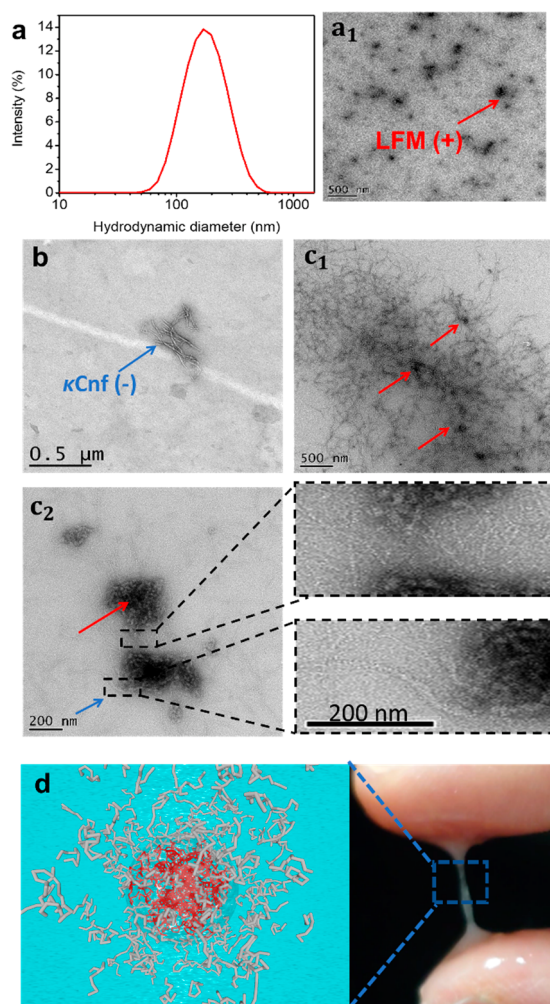 a
14
12
10
8
6
4
2
0
Intensity (%)
10
100
1000
Hydrodynamic diameter (nm)
a₁
LFM (+)
500 nm
b
κCnf (-)
0.5 µm
c₁
500 nm
c₂
200 nm
200 nm
d